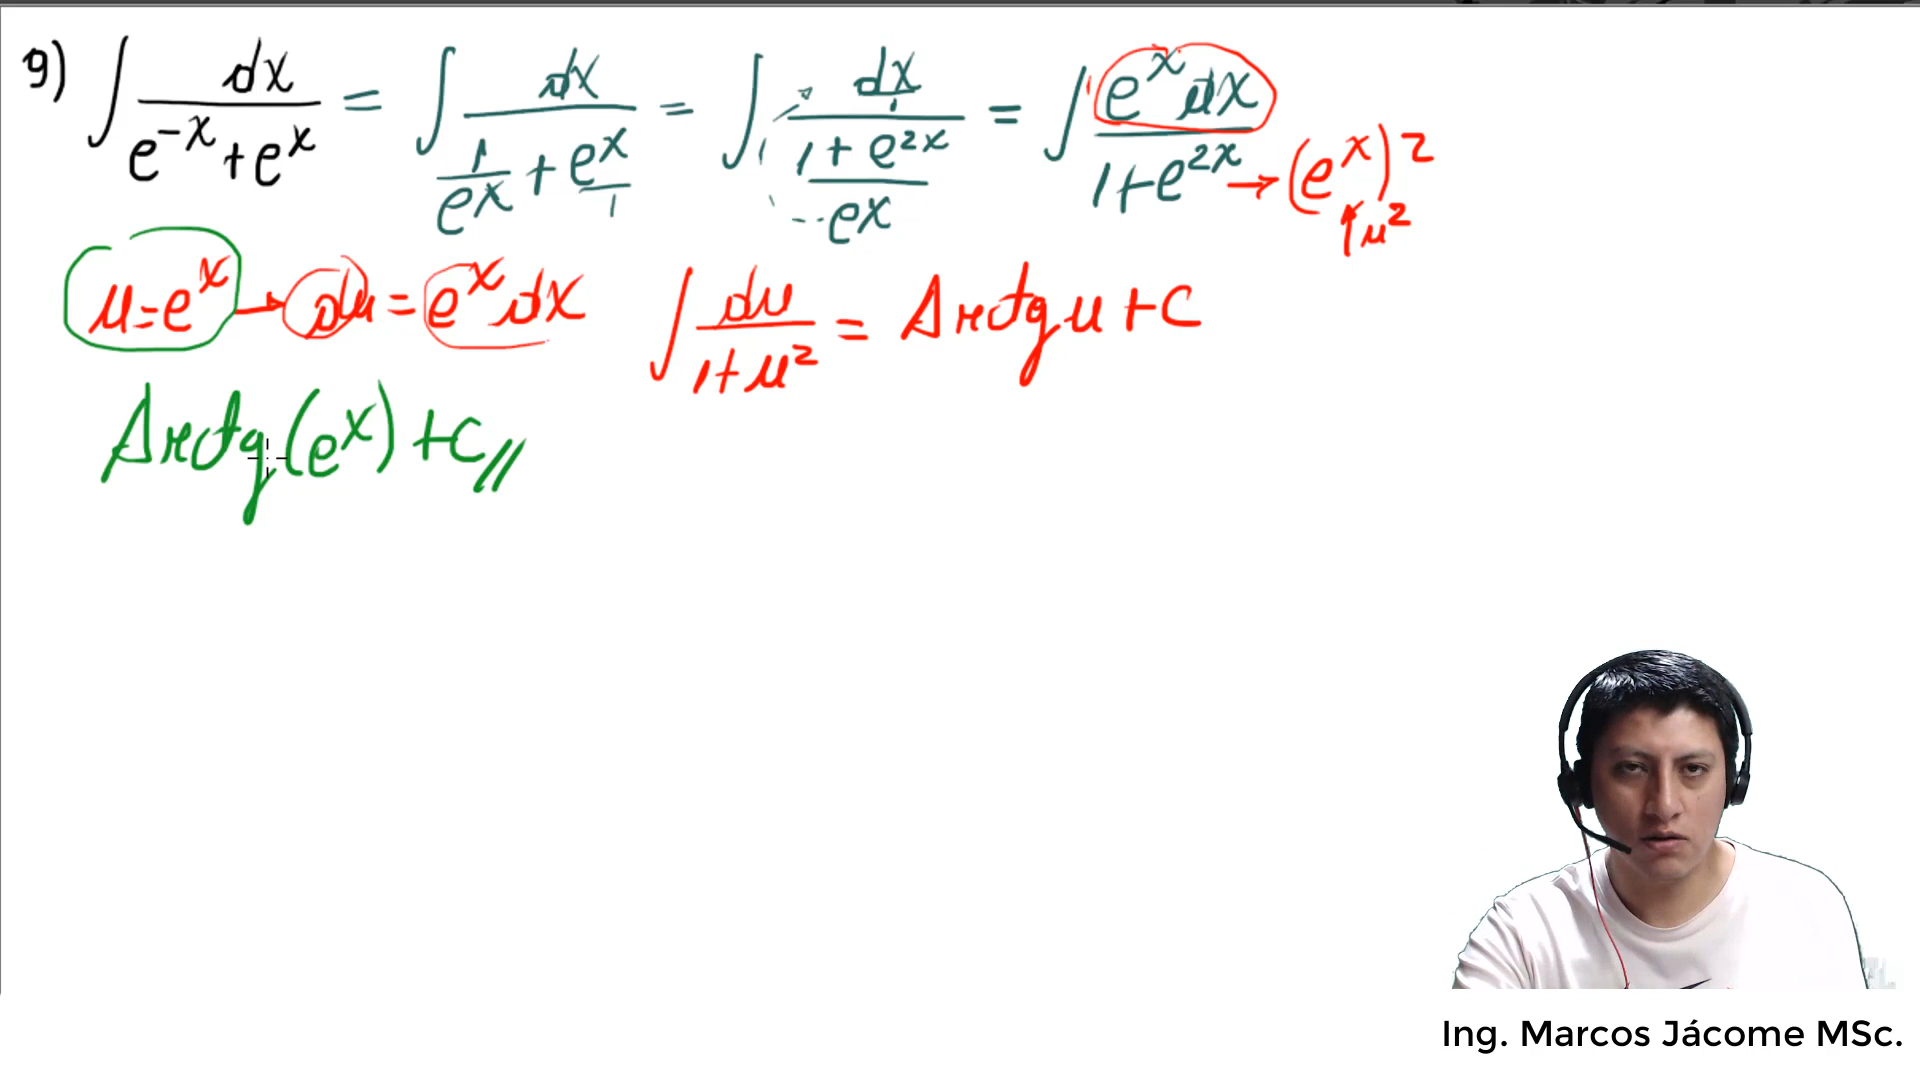 9) ∫ dx/(e^-x + e^x) = ∫ dx/(1/e^x + e^x/1) = ∫ dx/((1 + e^2x)/e^x) = ∫ e^x dx/(1 + e^2x) → (e^x)^2
↑ u^2
u = e^x → du = e^x dx ∫ du/(1 + u^2) = Arctg u + C
Arctg (e^x) + C //
Ing. Marcos Jácome MSc.